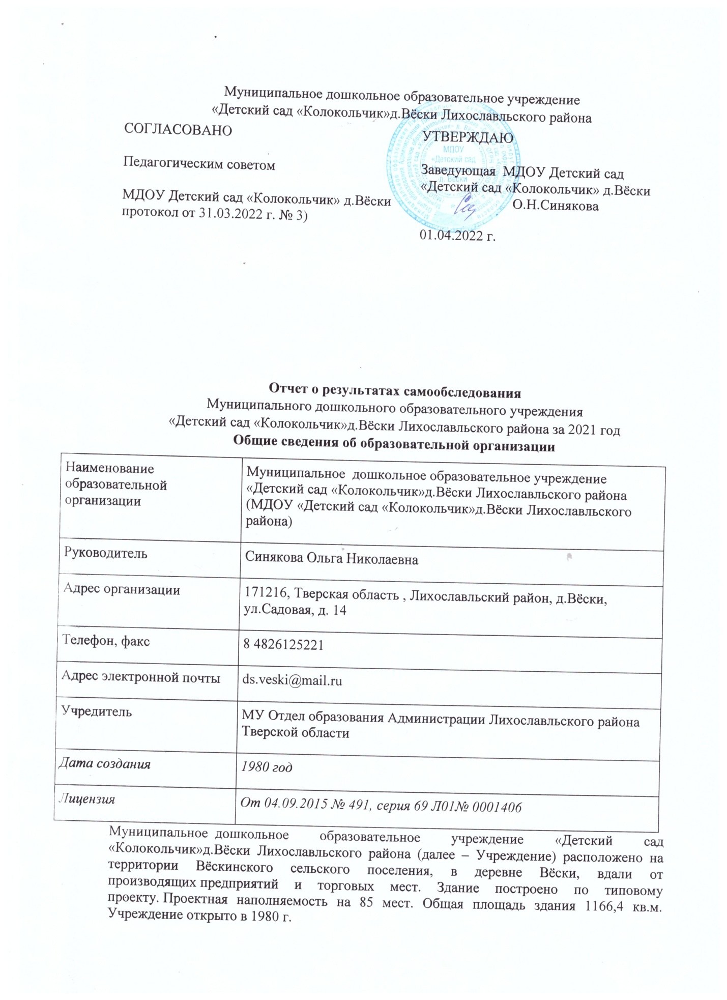 Муниципальное дошкольное образовательное учреждение
«Детский сад «Колокольчик»д.Вёски Лихославльского района
СОГЛАСОВАНО
Педагогическим советом
МДОУ Детский сад «Колокольчик» д.Вёски
протокол от 31.03.2022 г. № 3)
УТВЕРЖДАЮ
Заведующая МДОУ Детский сад
«Детский сад «Колокольчик» д.Вёски
О.Н.Синякова
01.04.2022 г.
МДОУ
«Детский сад
д. Вёски
Отчет о результатах самообследования
Муниципального дошкольного образовательного учреждения
«Детский сад «Колокольчик»д.Вёски Лихославльского района за 2021 год
Общие сведения об образовательной организации
Наименование
образовательной
организации
Муниципальное дошкольное образовательное учреждение
«Детский сад «Колокольчик»д.Вёски Лихославльского района
(МДОУ «Детский сад «Колокольчик»д.Вёски Лихославльского
района)
Руководитель
Синякова Ольга Николаевна
Адрес организации
171216, Тверская область , Лихославльский район, д.Вёски,
ул.Садовая, д. 14
Телефон, факс
8 4826125221
Адрес электронной почты
ds.veski@mail.ru
Учредитель
МУ Отдел образования Администрации Лихославльского района
Тверской области
Дата создания
1980 год
Лицензия
От 04.09.2015 № 491, серия 69 Л01№ 0001406
Муниципальное дошкольное образовательное учреждение «Детский сад
«Колокольчик»д.Вёски Лихославльского района (далее – Учреждение) расположено на
территории Вёскинского сельского поселения, в деревне Вёски, вдали от
производящих предприятий и торговых мест. Здание построено по типовому
проекту. Проектная наполняемость на 85 мест. Общая площадь здания 1166,4 кв.м.
Учреждение открыто в 1980 г.